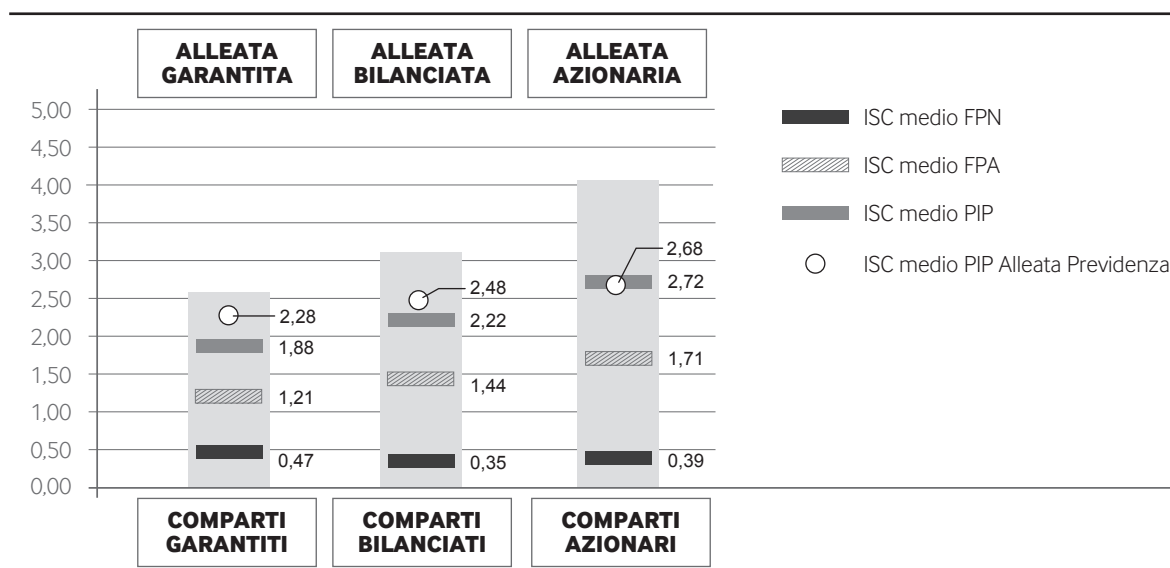 ALLEATA
GARANTITA
ALLEATA
BILANCIATA
ALLEATA
AZIONARIA
5,00
4,50
4,00
3,50
3,00
2,50
2,00
1,50
1,00
0,50
0,00
2,28
1,88
1,21
0,47
2,48
2,22
1,44
0,35
2,68
2,72
1,71
0,39
ISC medio FPN
ISC medio FPA
ISC medio PIP
ISC medio PIP Alleata Previdenza
COMPARTI
GARANTITI
COMPARTI
BILANCIATI
COMPARTI
AZIONARI